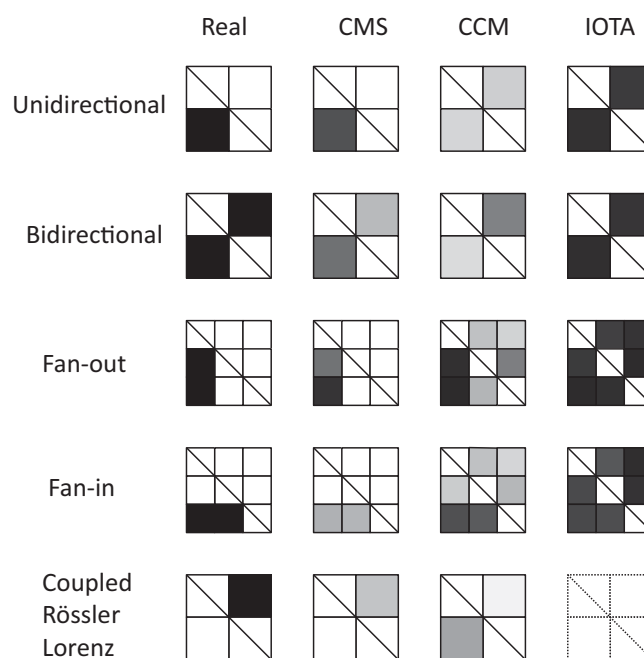 Real CMS CCM IOTA
Unidirectional
Bidirectional
Fan-out
Fan-in
Coupled
Rössler
Lorenz